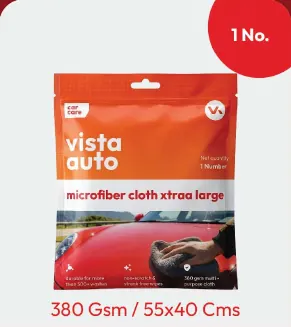 1 No.
car
care
vista
auto
Net quantity
1 Number
microfiber cloth xtraa large
380 Gsm / 55x40 Cms